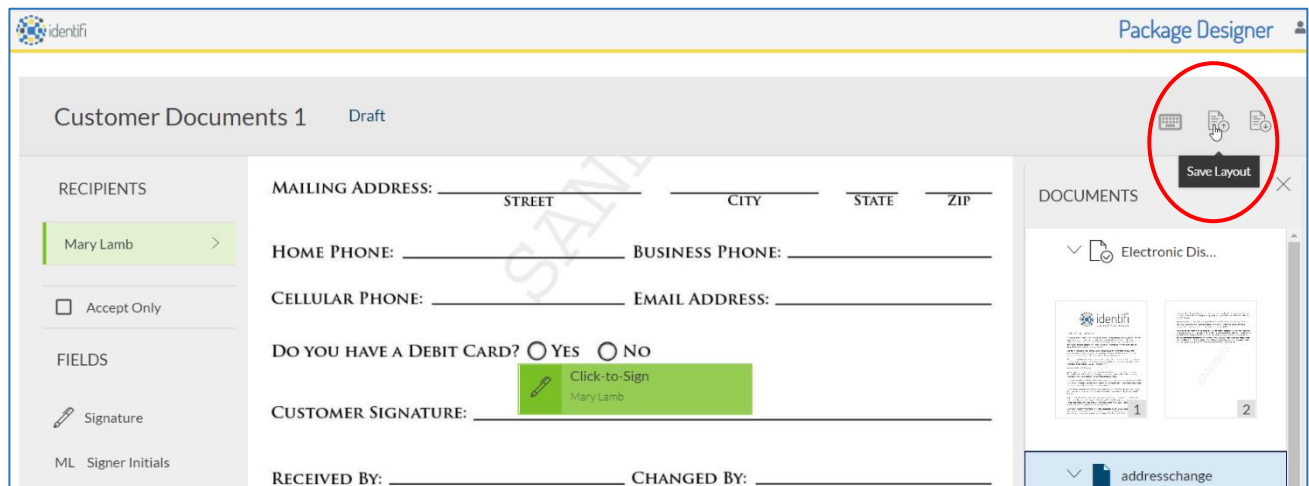 identifi
Package Designer
Customer Documents 1 Draft
Save Layout
RECIPIENTS
Mary Lamb
Accept Only
FIELDS
Signature
ML Signer Initials
MAILING ADDRESS:
STREET CITY STATE ZIP
HOME PHONE: BUSINESS PHONE:
CELLULAR PHONE: EMAIL ADDRESS:
DO YOU HAVE A DEBIT CARD? YES NO
Click-to-Sign
Mary Lamb
CUSTOMER SIGNATURE:
RECEIVED BY: CHANGED BY:
DOCUMENTS
Electronic Dis...
identifi
1 2
addresschange